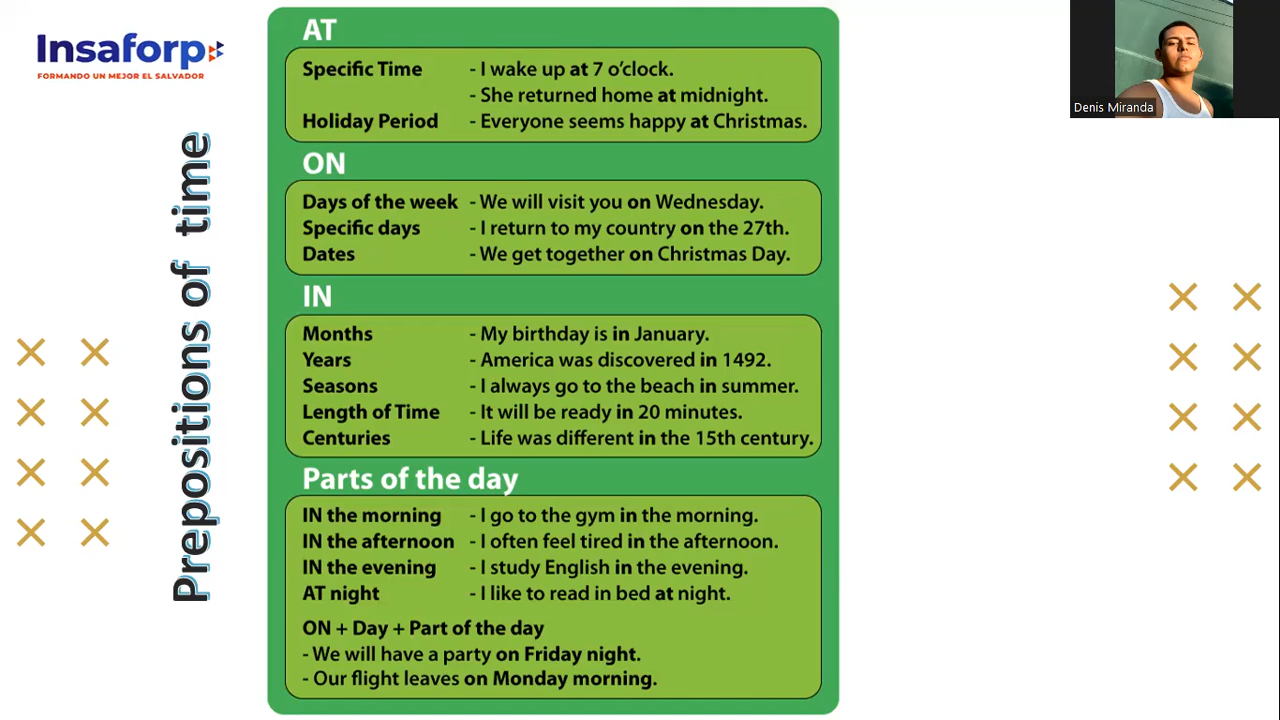 Insaforp
FORMANDO UN MEJOR EL SALVADOR
Prepositions of time
AT
Specific Time - I wake up at 7 o’clock.
- She returned home at midnight.
Holiday Period - Everyone seems happy at Christmas.
ON
Days of the week - We will visit you on Wednesday.
Specific days - I return to my country on the 27th.
Dates - We get together on Christmas Day.
IN
Months - My birthday is in January.
Years - America was discovered in 1492.
Seasons - I always go to the beach in summer.
Length of Time - It will be ready in 20 minutes.
Centuries - Life was different in the 15th century.
Parts of the day
IN the morning - I go to the gym in the morning.
IN the afternoon - I often feel tired in the afternoon.
IN the evening - I study English in the evening.
AT night - I like to read in bed at night.
ON + Day + Part of the day
- We will have a party on Friday night.
- Our flight leaves on Monday morning.
Denis Miranda